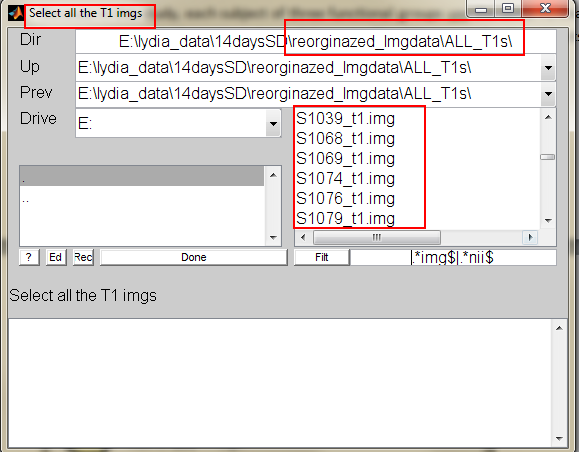 Select all the T1 imgs
Dir E:\lydia_data\14daysSD\reorginazed_Imgdata\ALL_T1s\
Up E:\lydia_data\14daysSD\reorginazed_Imgdata\ALL_T1s\
Prev E:\lydia_data\14daysSD\reorginazed_Imgdata\ALL_T1s\
Drive E:
S1039_t1.img
S1068_t1.img
S1069_t1.img
S1074_t1.img
S1076_t1.img
S1079_t1.img
.
..
? Ed Rec Done Filt .*img$|.*nii$
Select all the T1 imgs